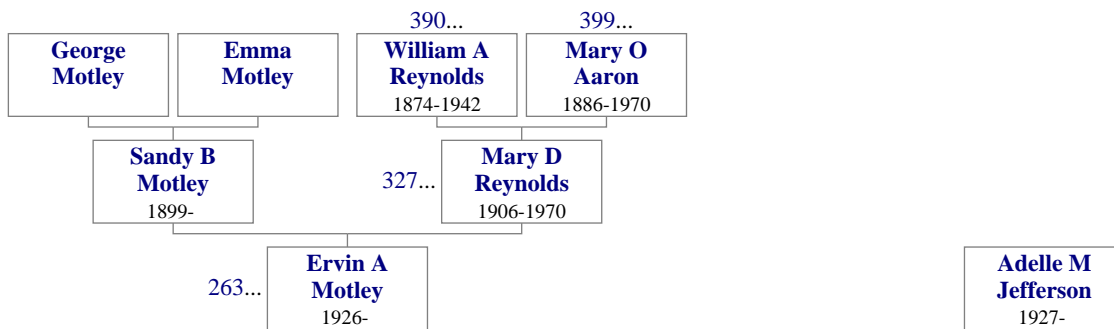 390...
399...
George
Motley
Emma
Motley
William A
Reynolds
1874-1942
Mary O
Aaron
1886-1970
Sandy B
Motley
1899-
327...
Mary D
Reynolds
1906-1970
263...
Ervin A
Motley
1926-
Adelle M
Jefferson
1927-